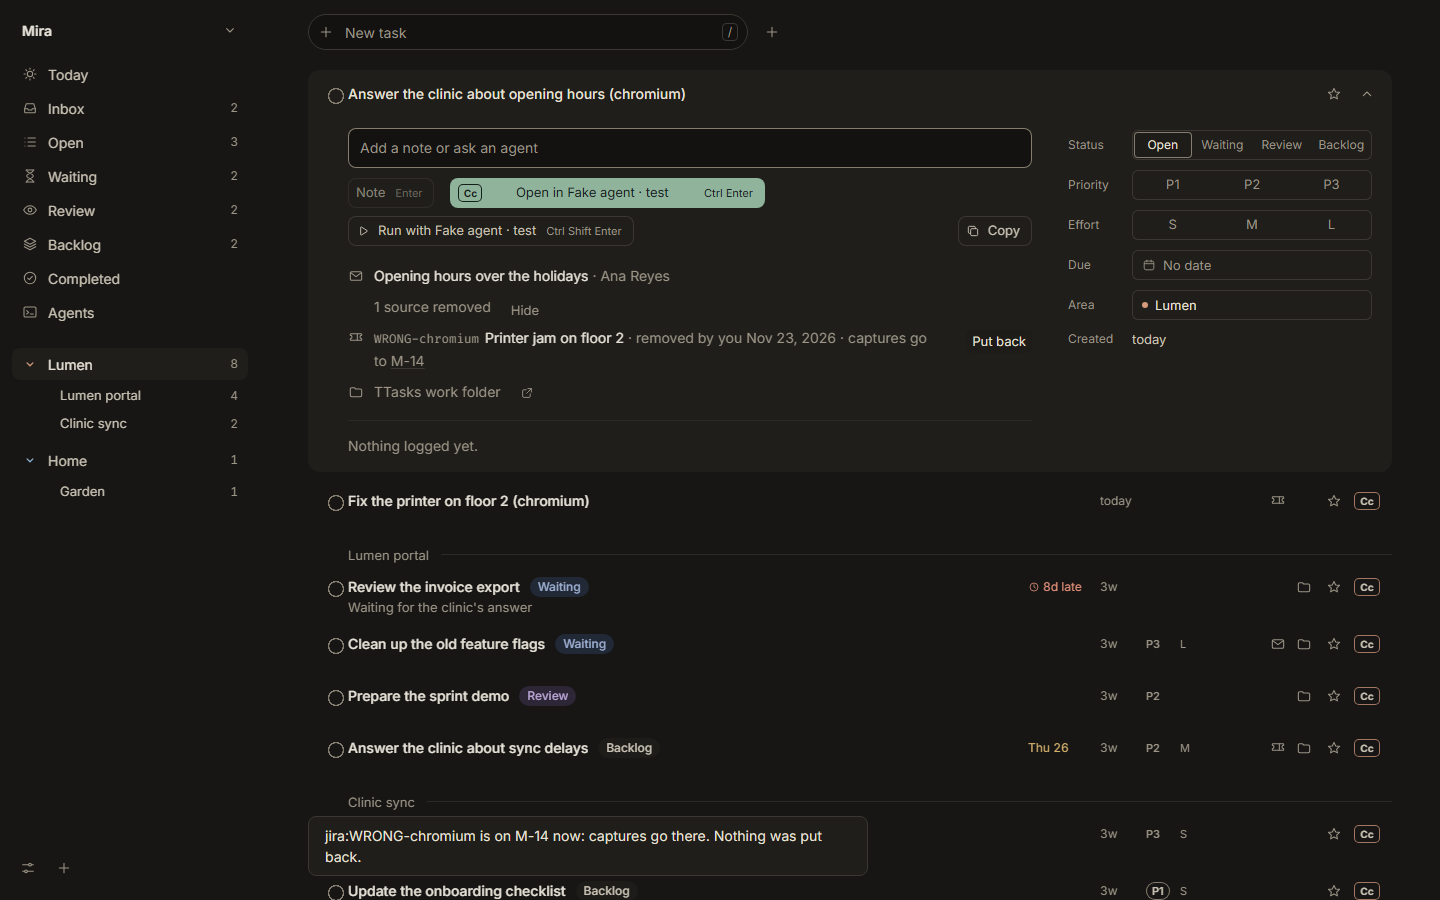 Mira
Today
Inbox 2
Open 3
Waiting 2
Review 2
Backlog 2
Completed
Agents
Lumen 8
Lumen portal 4
Clinic sync 2
Home 1
Garden 1
New task /
Answer the clinic about opening hours (chromium)
Add a note or ask an agent
Note Enter
Cc Open in Fake agent · test Ctrl Enter
Run with Fake agent · test Ctrl Shift Enter
Copy
Opening hours over the holidays · Ana Reyes
1 source removed Hide
WRONG-chromium Printer jam on floor 2 · removed by you Nov 23, 2026 · captures go
to M-14
Put back
TTasks work folder
Nothing logged yet.
Status Open Waiting Review Backlog
Priority P1 P2 P3
Effort S M L
Due No date
Area Lumen
Created today
Fix the printer on floor 2 (chromium) today Cc
Lumen portal
Review the invoice export Waiting 8d late 3w Cc
Waiting for the clinic's answer
Clean up the old feature flags Waiting 3w P3 L Cc
Prepare the sprint demo Review 3w P2 Cc
Answer the clinic about sync delays Backlog Thu 26 3w P2 M Cc
Clinic sync
3w P3 S Cc
jira:WRONG-chromium is on M-14 now: captures go there. Nothing was put
back.
Update the onboarding checklist Backlog 3w P1 S Cc